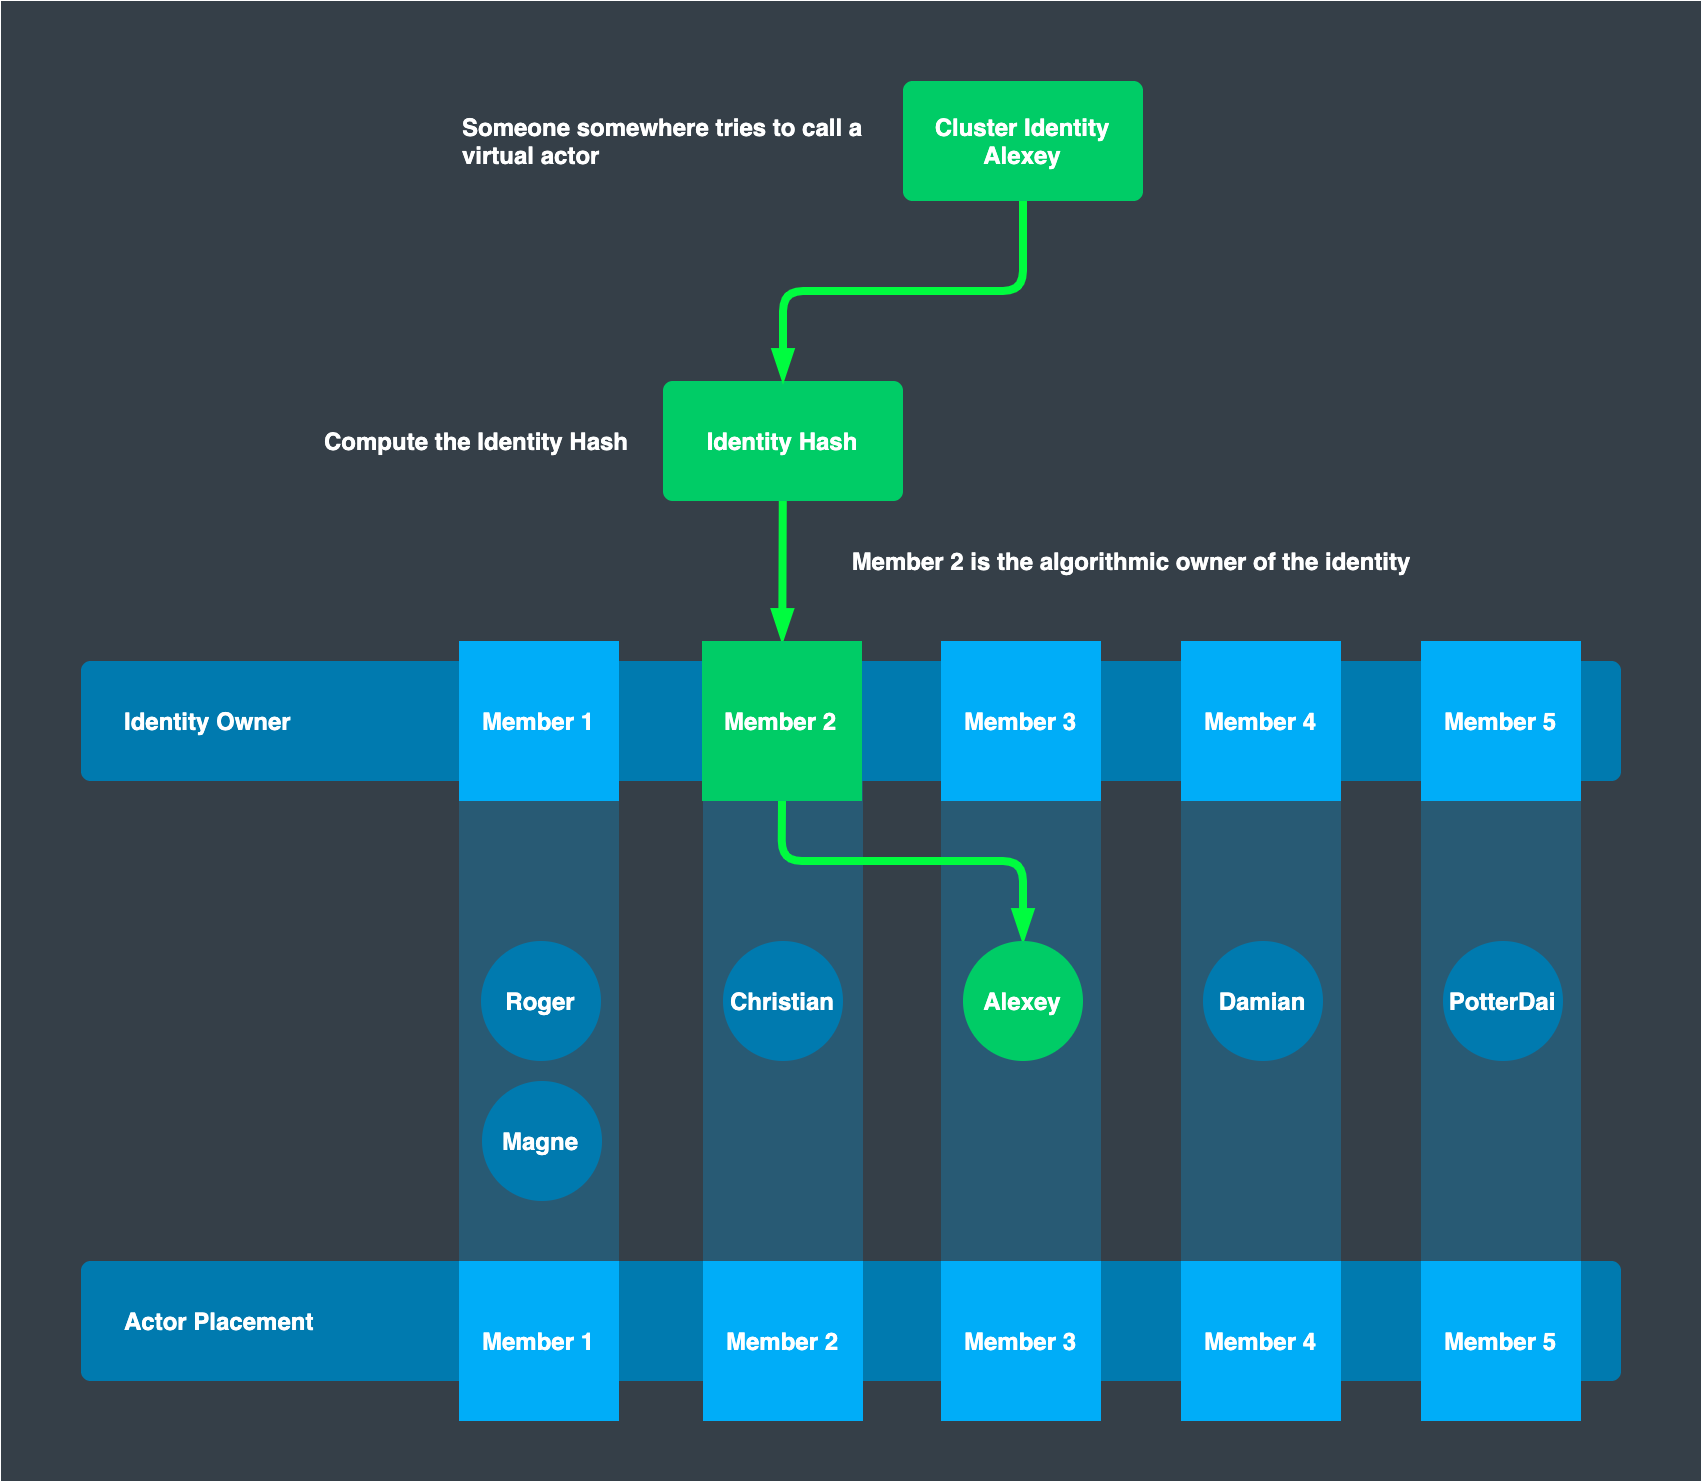 Someone somewhere tries to call a
virtual actor
Cluster Identity
Alexey
Compute the Identity Hash
Identity Hash
Member 2 is the algorithmic owner of the identity
Identity Owner
Member 1
Member 2
Member 3
Member 4
Member 5
Roger
Christian
Alexey
Damian
PotterDai
Magne
Actor Placement
Member 1
Member 2
Member 3
Member 4
Member 5